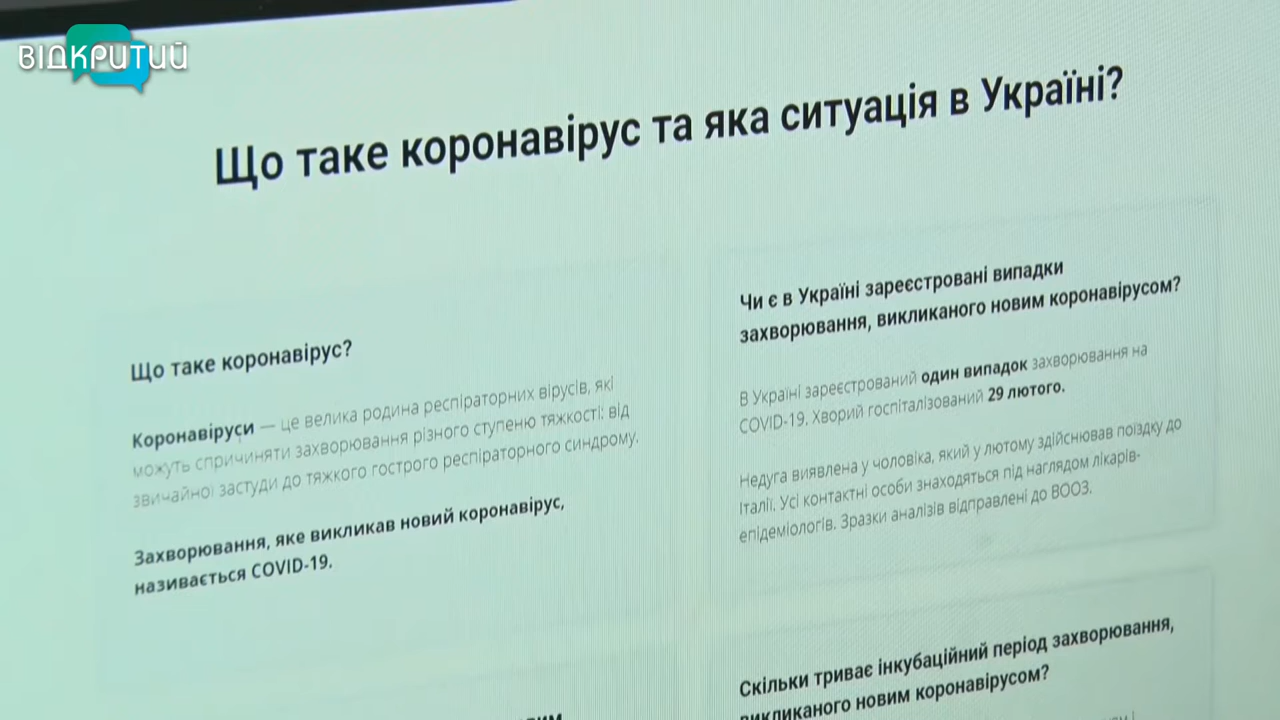 ВІДКРИТИЙ
Що таке коронавірус та яка ситуація в Україні?
Що таке коронавірус?
Коронавіруси — це велика родина респіраторних вірусів, які
можуть спричиняти захворювання різного ступеню тяжкості: від
звичайної застуди до тяжкого гострого респіраторного синдрому.
Захворювання, яке викликав новий коронавірус,
називається COVID-19.
Чи є в Україні зареєстровані випадки
захворювання, викликаного новим коронавірусом?
В Україні зареєстрований один випадок захворювання на
COVID-19. Хворий госпіталізований 29 лютого.
Недуга виявлена у чоловіка, який у лютому здійснював поїздку до
Італії. Усі контактні особи знаходяться під наглядом лікарів-
епідеміологів. Зразки аналізів відправлені до ВООЗ.
Скільки триває інкубаційний період захворювання,
викликаного новим коронавірусом?